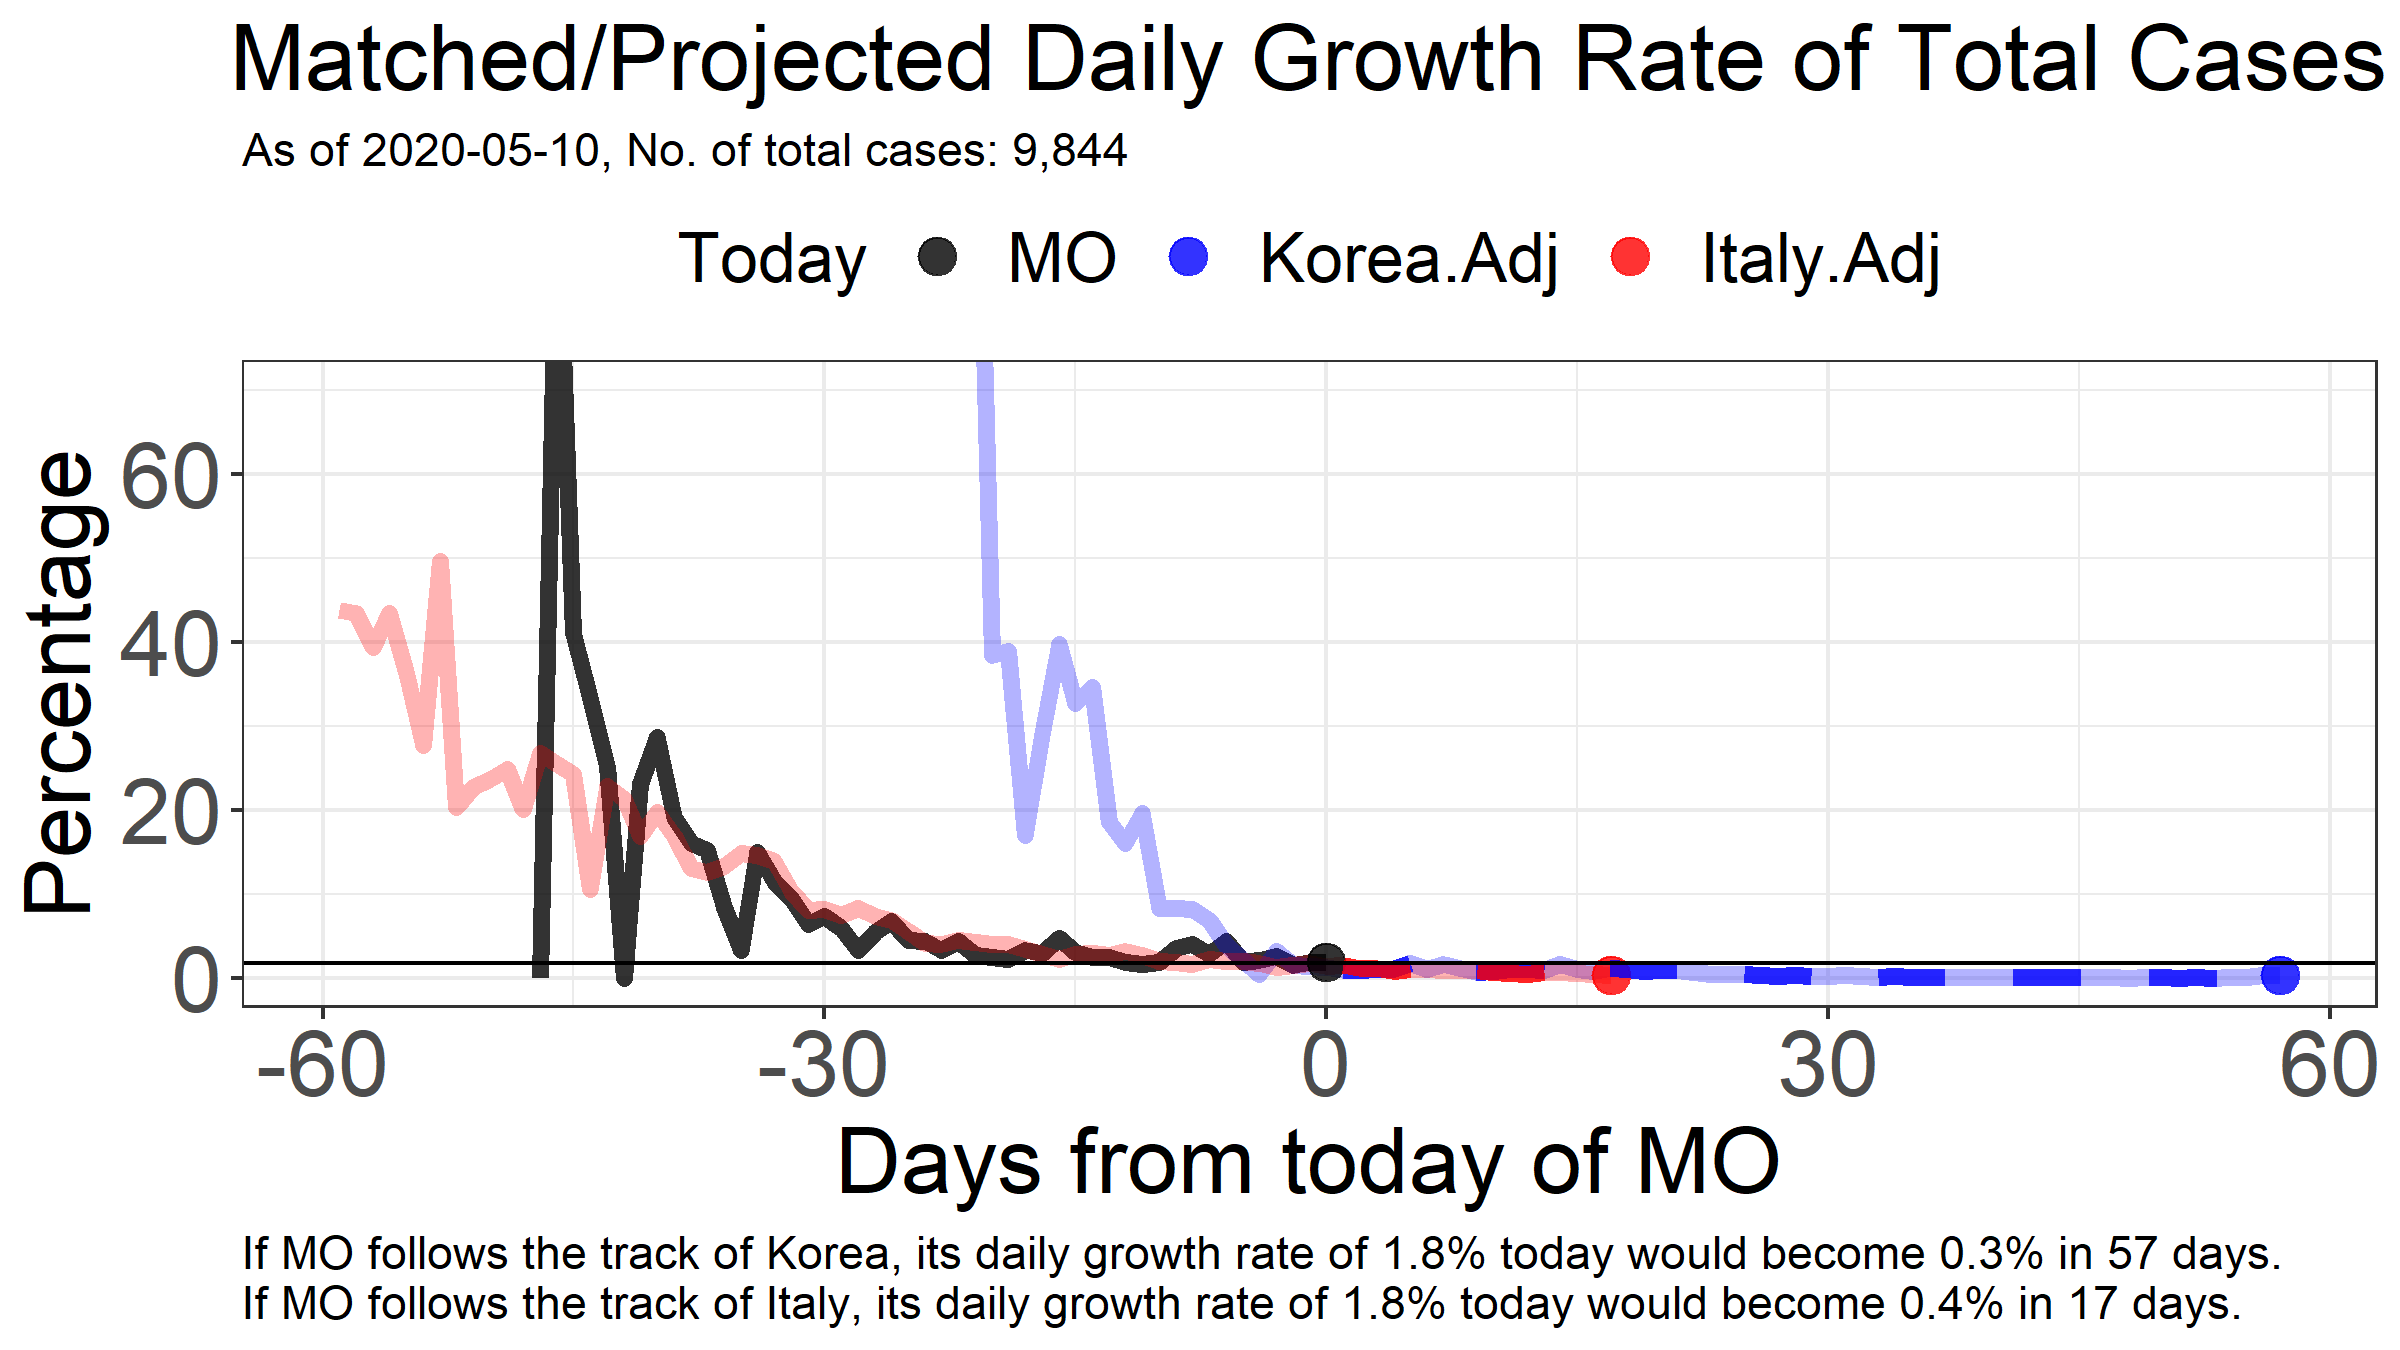 Matched/Projected Daily Growth Rate of Total Cases
As of 2020-05-10, No. of total cases: 9,844
Today MO Korea.Adj Italy.Adj
Percentage
60
40
20
0
-60 -30 0 30 60
Days from today of MO
If MO follows the track of Korea, its daily growth rate of 1.8% today would become 0.3% in 57 days.
If MO follows the track of Italy, its daily growth rate of 1.8% today would become 0.4% in 17 days.